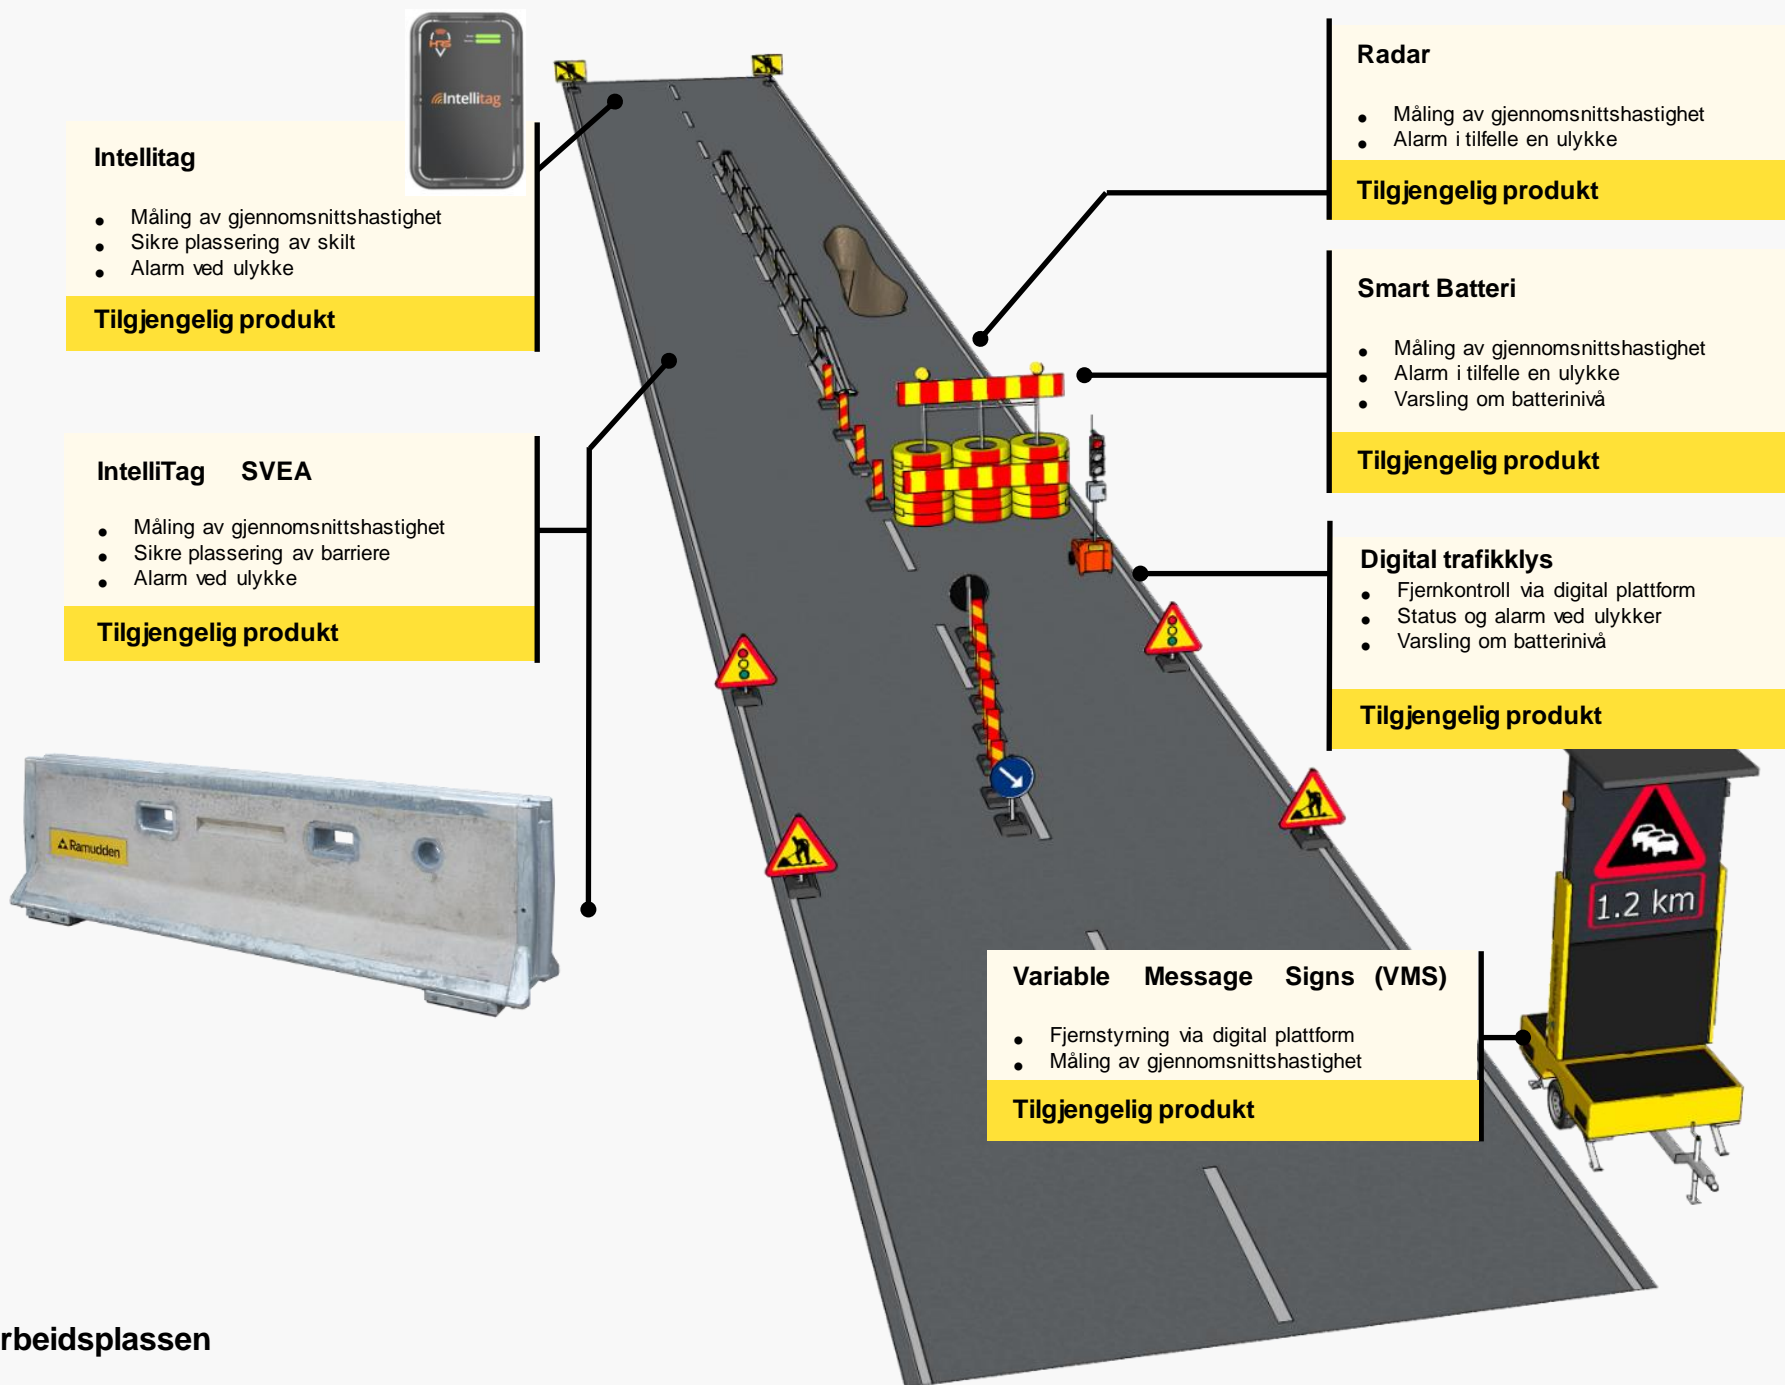 Intellitag
Intellitag
• Måling av gjennomsnittshastighet
• Sikre plassering av skilt
• Alarm ved ulykke
Tilgjengelig produkt
IntelliTag SVEA
• Måling av gjennomsnittshastighet
• Sikre plassering av barriere
• Alarm ved ulykke
Tilgjengelig produkt
Ramudden
Radar
• Måling av gjennomsnittshastighet
• Alarm i tilfelle en ulykke
Tilgjengelig produkt
Smart Batteri
• Måling av gjennomsnittshastighet
• Alarm i tilfelle en ulykke
• Varsling om batterinivå
Tilgjengelig produkt
Digital trafikklys
• Fjernkontroll via digital plattform
• Status og alarm ved ulykker
• Varsling om batterinivå
Tilgjengelig produkt
1.2 km
Variable Message Signs (VMS)
• Fjernstyrning via digital plattform
• Måling av gjennomsnittshastighet
Tilgjengelig produkt
rbeidsplassen